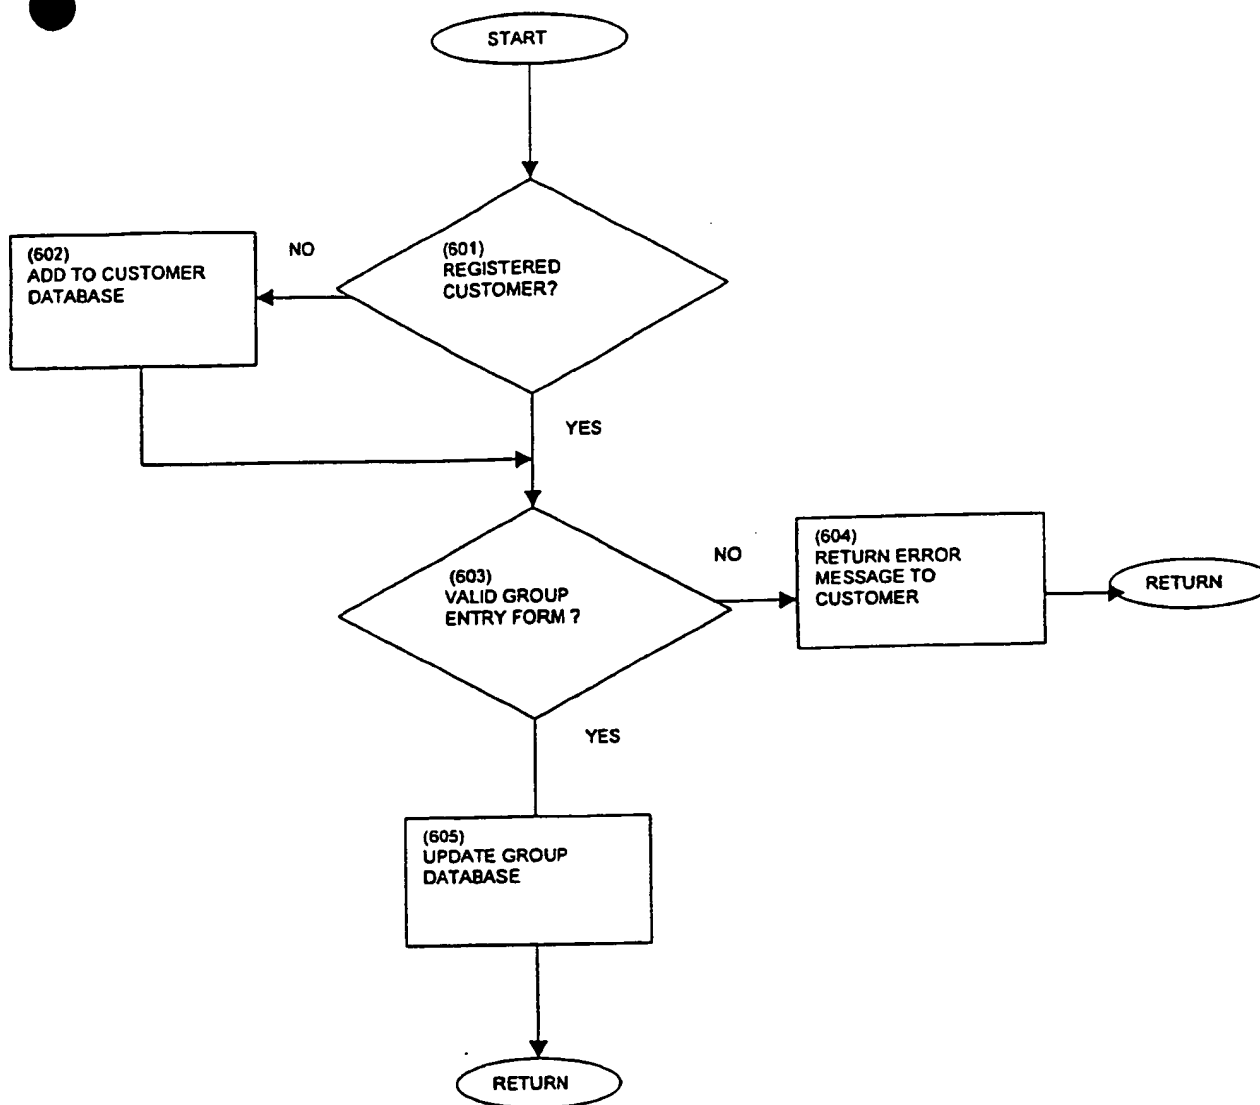 START
(601)
REGISTERED
CUSTOMER?
NO
(602)
ADD TO CUSTOMER
DATABASE
YES
(603)
VALID GROUP
ENTRY FORM ?
NO
(604)
RETURN ERROR
MESSAGE TO
CUSTOMER
RETURN
YES
(605)
UPDATE GROUP
DATABASE
RETURN